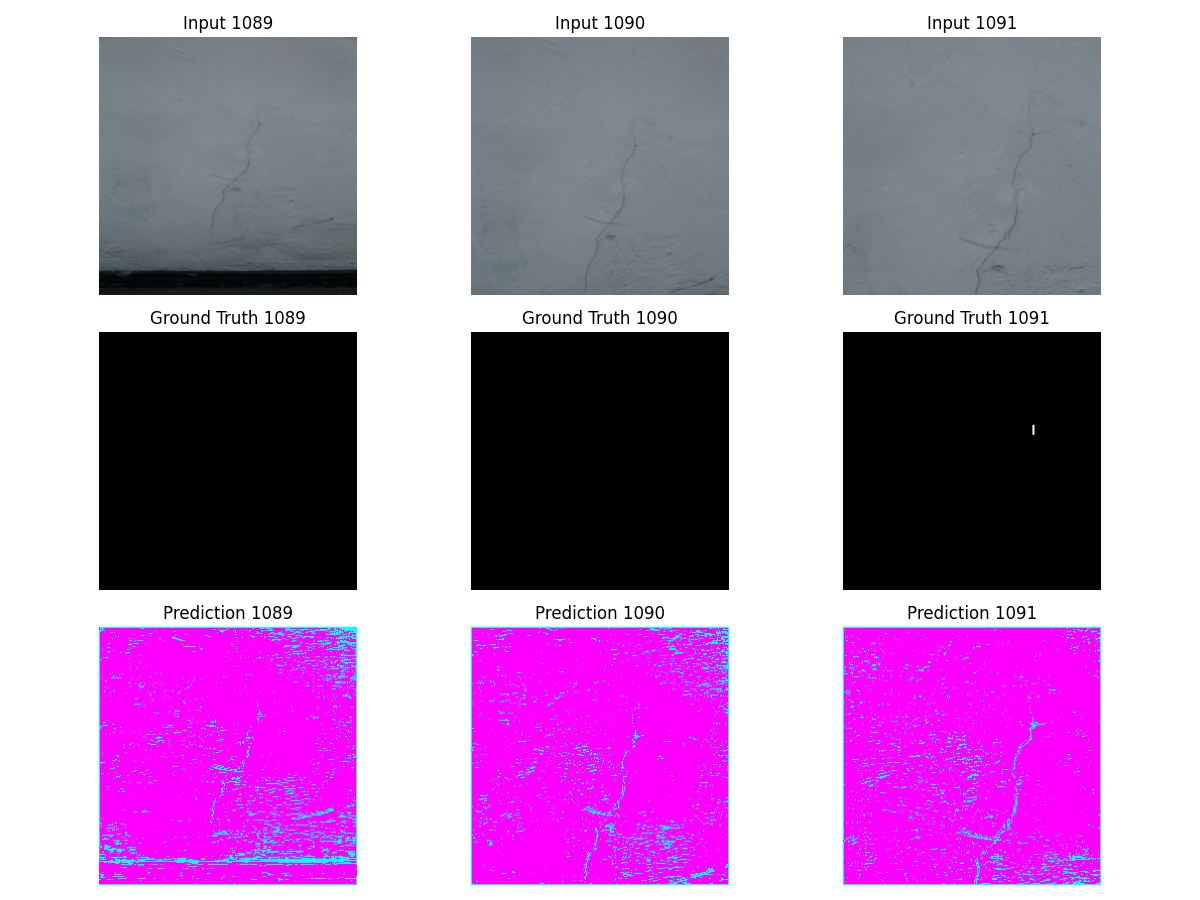 Input 1089
Input 1090
Input 1091
Ground Truth 1089
Ground Truth 1090
Ground Truth 1091
Prediction 1089
Prediction 1090
Prediction 1091